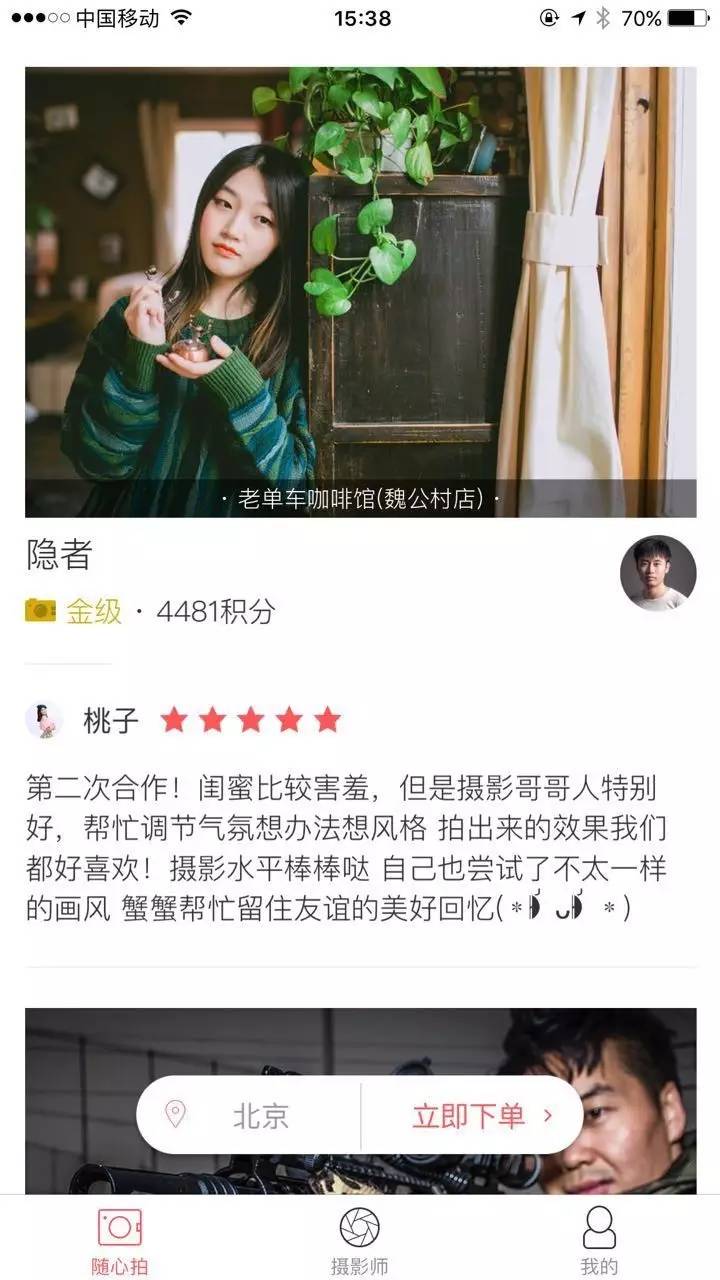 中国移动
15:38
70%
· 老单车咖啡馆(魏公村店) ·
隐者
金级 · 4481积分
桃子
第二次合作！闺蜜比较害羞，但是摄影哥哥人特别
好，帮忙调节气氛想办法想风格 拍出来的效果我们
都好喜欢！摄影水平棒棒哒 自己也尝试了不太一样
的画风 蟹蟹帮忙留住友谊的美好回忆(*❥´ ᴗ❥´ *)
北京
立即下单 ›
随心拍
摄影师
我的